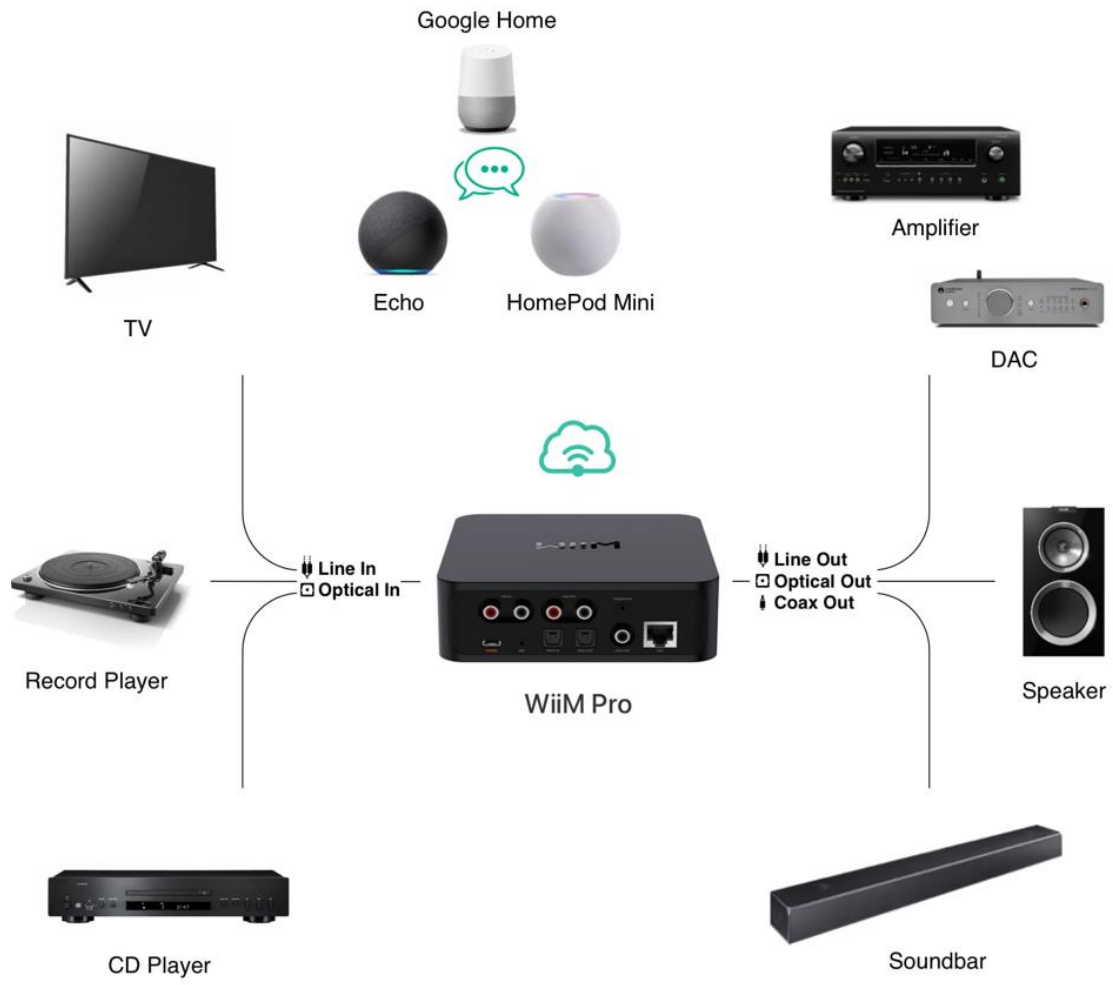 Google Home
TV
Echo
HomePod Mini
Amplifier
DAC
Line In
Optical In
Line Out
Optical Out
Coax Out
WiiM
WiiM Pro
Record Player
Speaker
CD Player
Soundbar